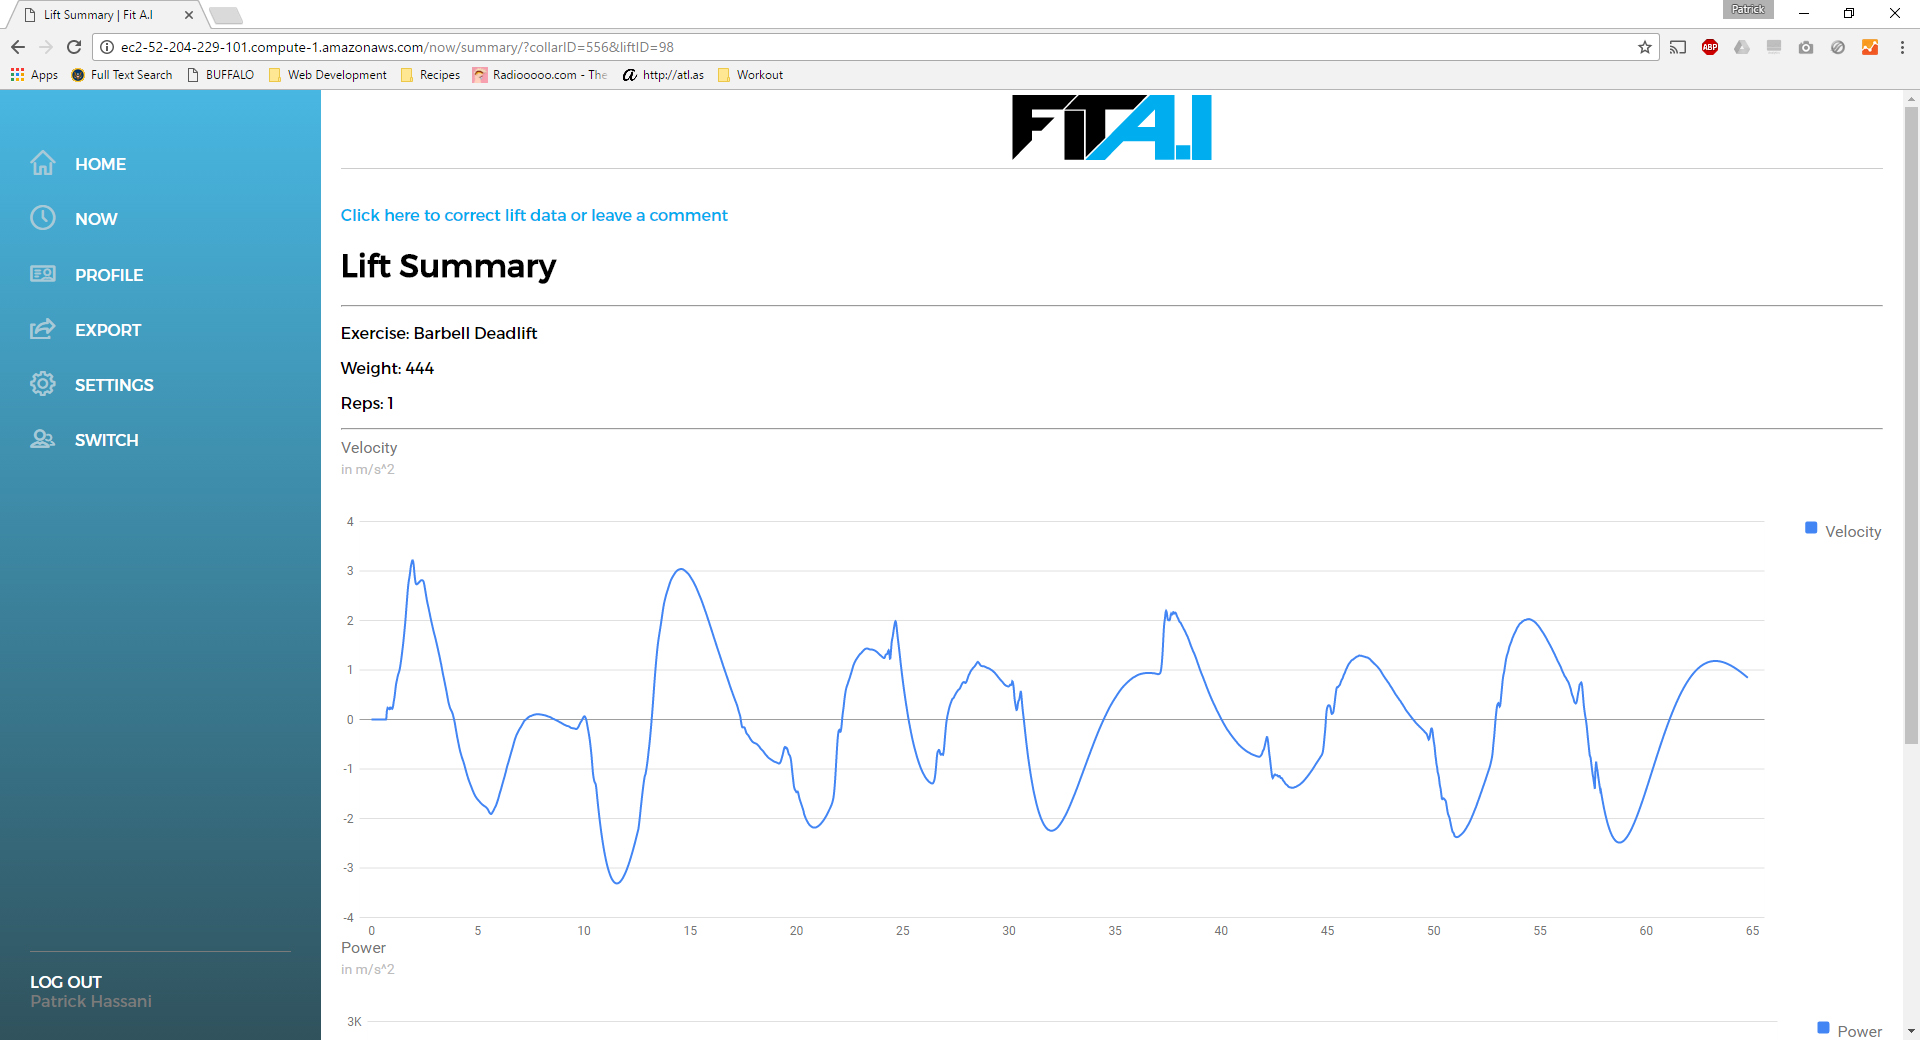 Lift Summary | Fit A.I
Patrick
ec2-52-204-229-101.compute-1.amazonaws.com/now/summary/?collarID=556&liftID=98
ABP
Apps Full Text Search BUFFALO Web Development Recipes Radiooooo.com - The http://atl.as Workout
FiTA.I
HOME
NOW
PROFILE
EXPORT
SETTINGS
SWITCH
LOG OUT
Patrick Hassani
Click here to correct lift data or leave a comment
Lift Summary
Exercise: Barbell Deadlift
Weight: 444
Reps: 1
Velocity
in m/s^2
4
3
2
1
0
-1
-2
-3
-4
0 5 10 15 20 25 30 35 40 45 50 55 60 65
Velocity
Power
in m/s^2
3K
Power